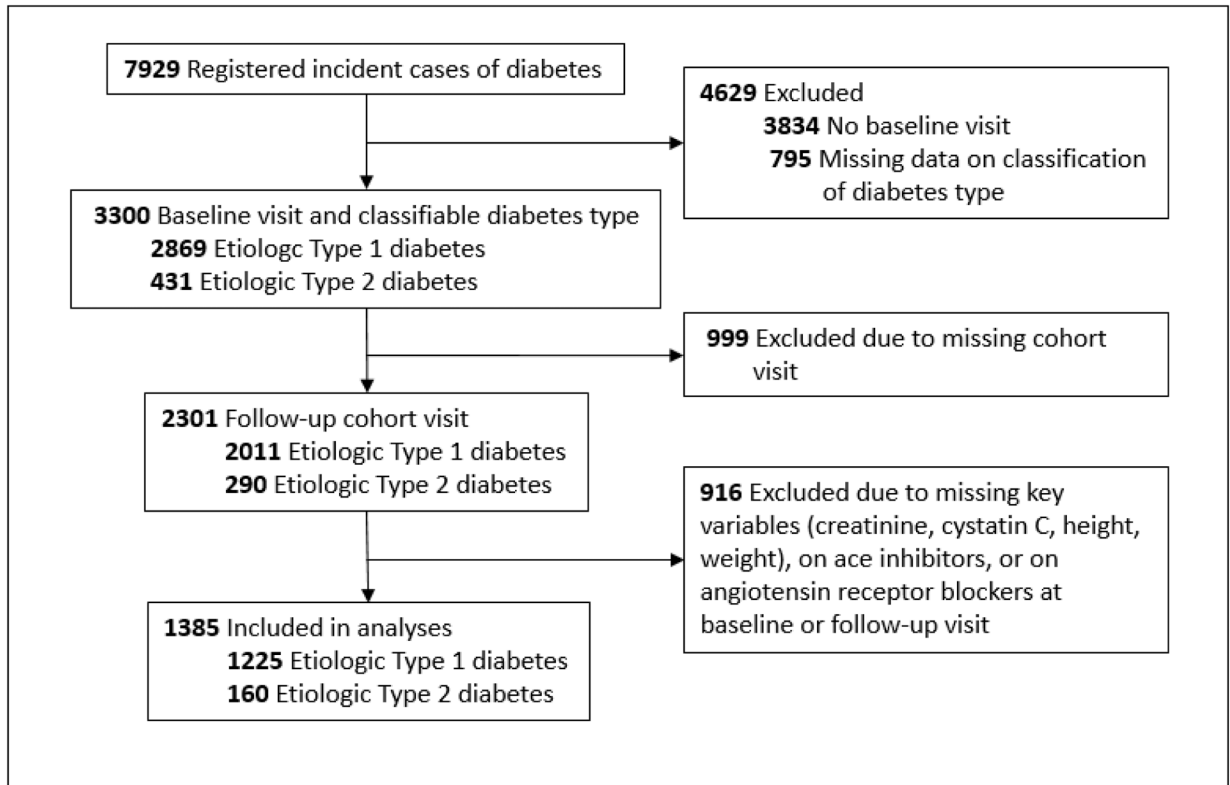 7929 Registered incident cases of diabetes
4629 Excluded
3834 No baseline visit
795 Missing data on classification
of diabetes type
3300 Baseline visit and classifiable diabetes type
2869 Etiologc Type 1 diabetes
431 Etiologic Type 2 diabetes
999 Excluded due to missing cohort
visit
2301 Follow-up cohort visit
2011 Etiologic Type 1 diabetes
290 Etiologic Type 2 diabetes
916 Excluded due to missing key
variables (creatinine, cystatin C, height,
weight), on ace inhibitors, or on
angiotensin receptor blockers at
baseline or follow-up visit
1385 Included in analyses
1225 Etiologic Type 1 diabetes
160 Etiologic Type 2 diabetes